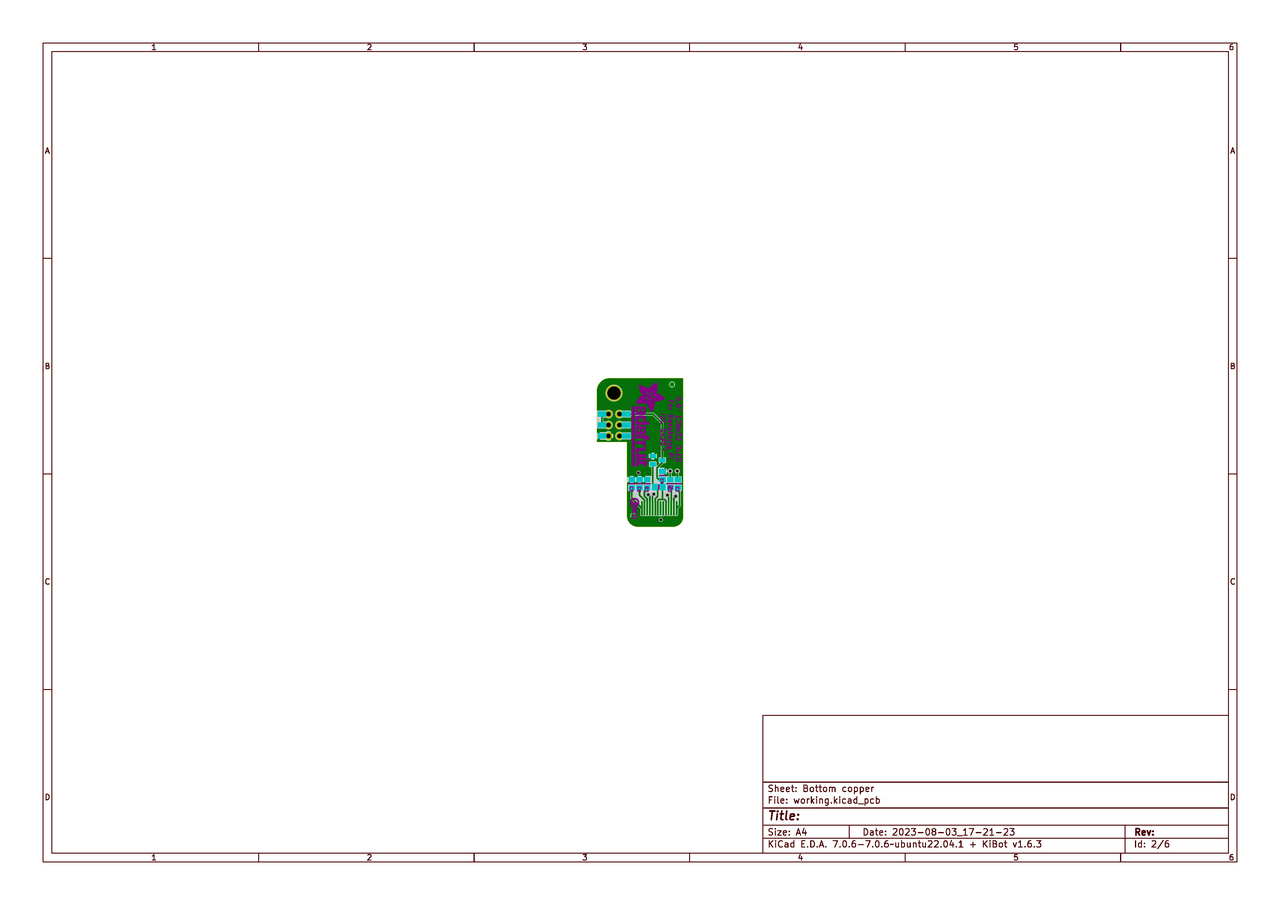 1 2 3 4 5 6
A A
B B
C C
D D
Sheet: Bottom copper
File: working.kicad_pcb
Title:
Size: A4 Date: 2023-08-03_17-21-23 Rev:
KiCad E.D.A. 7.0.6-7.0.6~ubuntu22.04.1 + KiBot v1.6.3 Id: 2/6
1 2 3 4 5 6